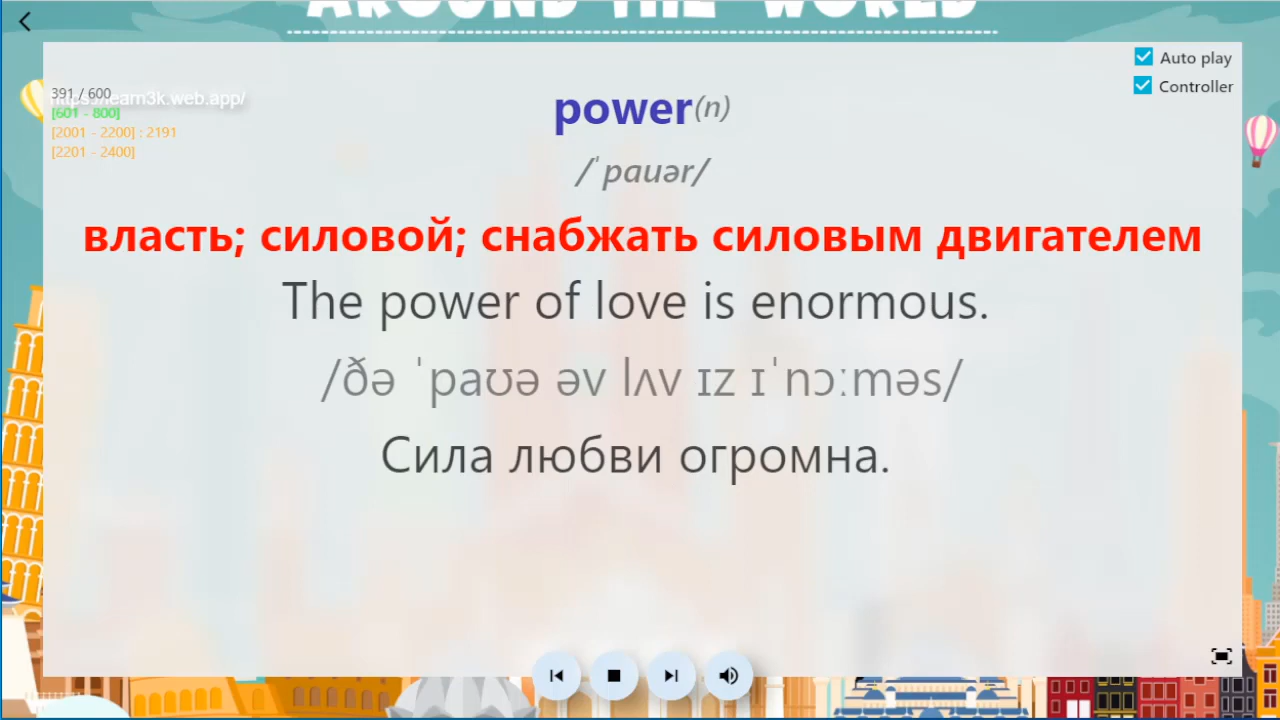 AROUND THE WORLD
Auto play
Controller
391 / 600
https://learn3k.web.app/
[601 - 800]
[2001 - 2200] : 2191
[2201 - 2400]
power(n)
/ˈpauər/
власть; силовой; снабжать силовым двигателем
The power of love is enormous.
/ðə ˈpaʊə əv lʌv ɪz ɪˈnɔːməs/
Сила любви огромна.